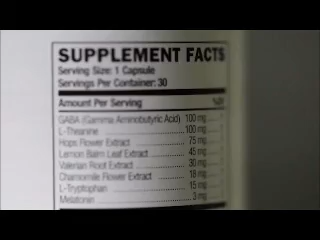 SUPPLEMENT FACTS
Serving Size: 1 Capsule
Servings Per Container: 30
Amount Per Serving
GABA (Gamma Aminobutyric Acid) 100 mg
L-Theanine 100 mg
Hops Flower Extract 75 mg
Lemon Balm Leaf Extract 45 mg
Valerian Root Extract 30 mg
Chamomile Flower Extract 18 mg
L-Tryptophan 15 mg
Melatonin 3 mg